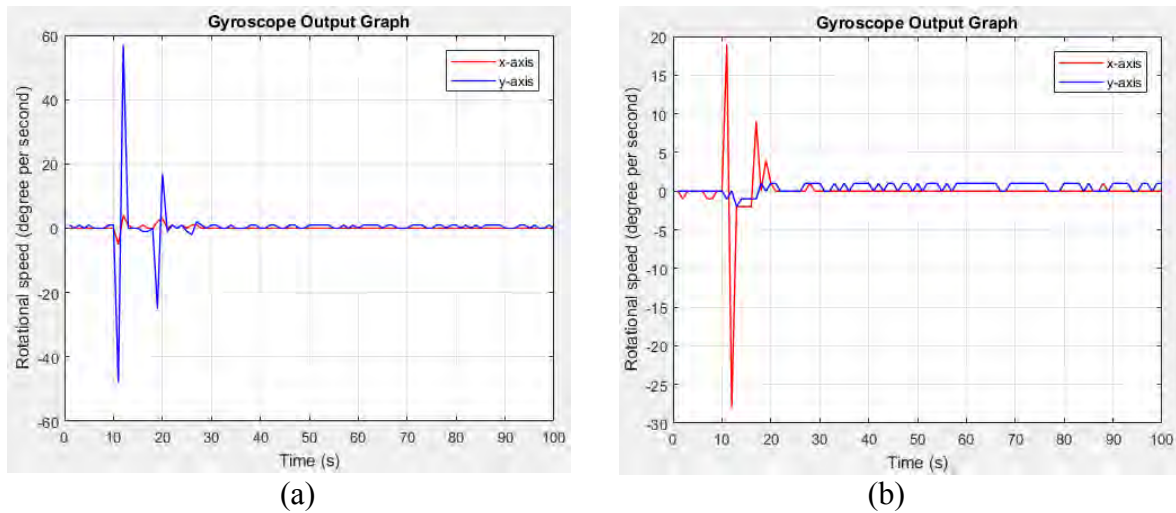 Gyroscope Output Graph
60
40
20
0
-20
-40
-60
Rotational speed (degree per second)
x-axis
y-axis
0 10 20 30 40 50 60 70 80 90 100
Time (s)
(a)
Gyroscope Output Graph
20
15
10
5
0
-5
-10
-15
-20
-25
-30
Rotational speed (degree per second)
x-axis
y-axis
0 10 20 30 40 50 60 70 80 90 100
Time (s)
(b)